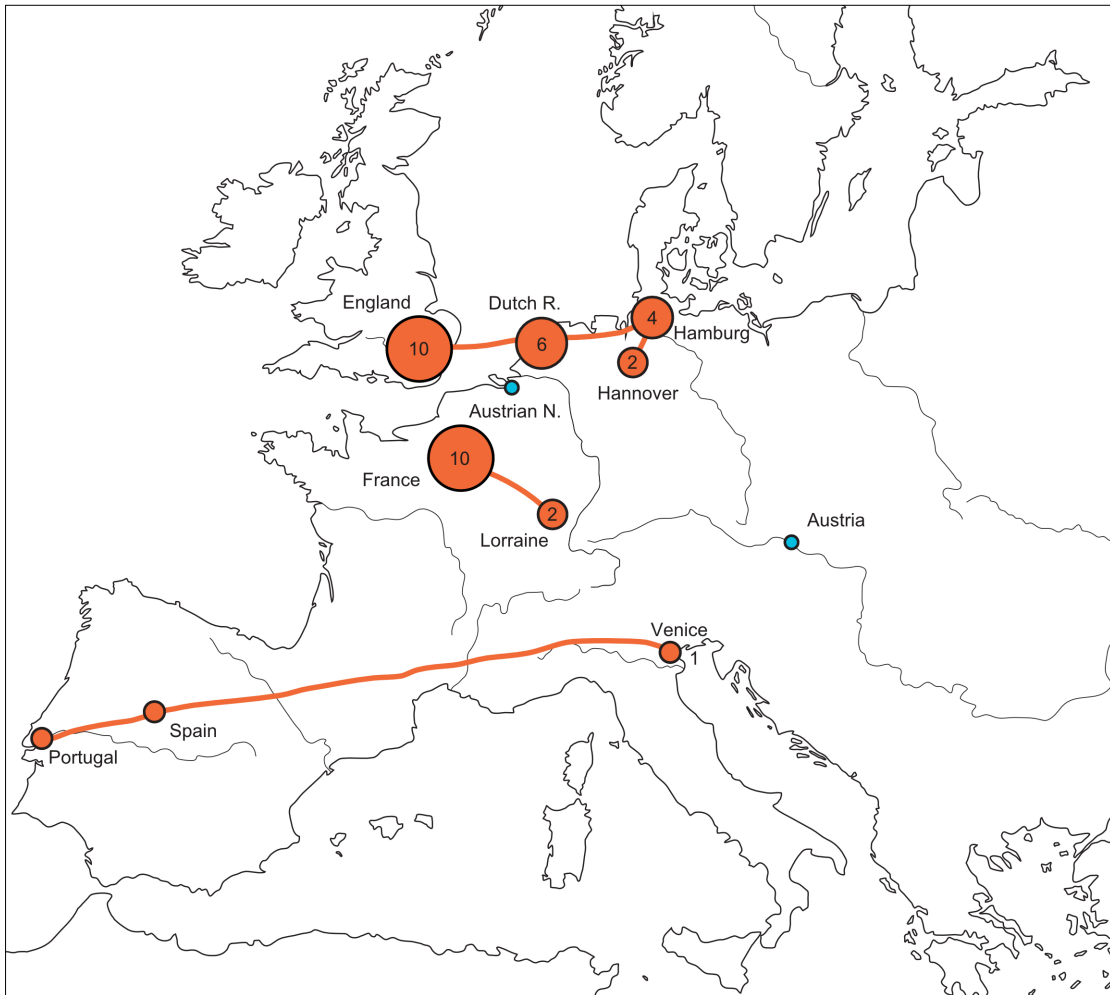 England
Dutch R.
4
Hamburg
10
6
2
Hannover
Austrian N.
10
France
2
Lorraine
Austria
Venice
1
Spain
Portugal